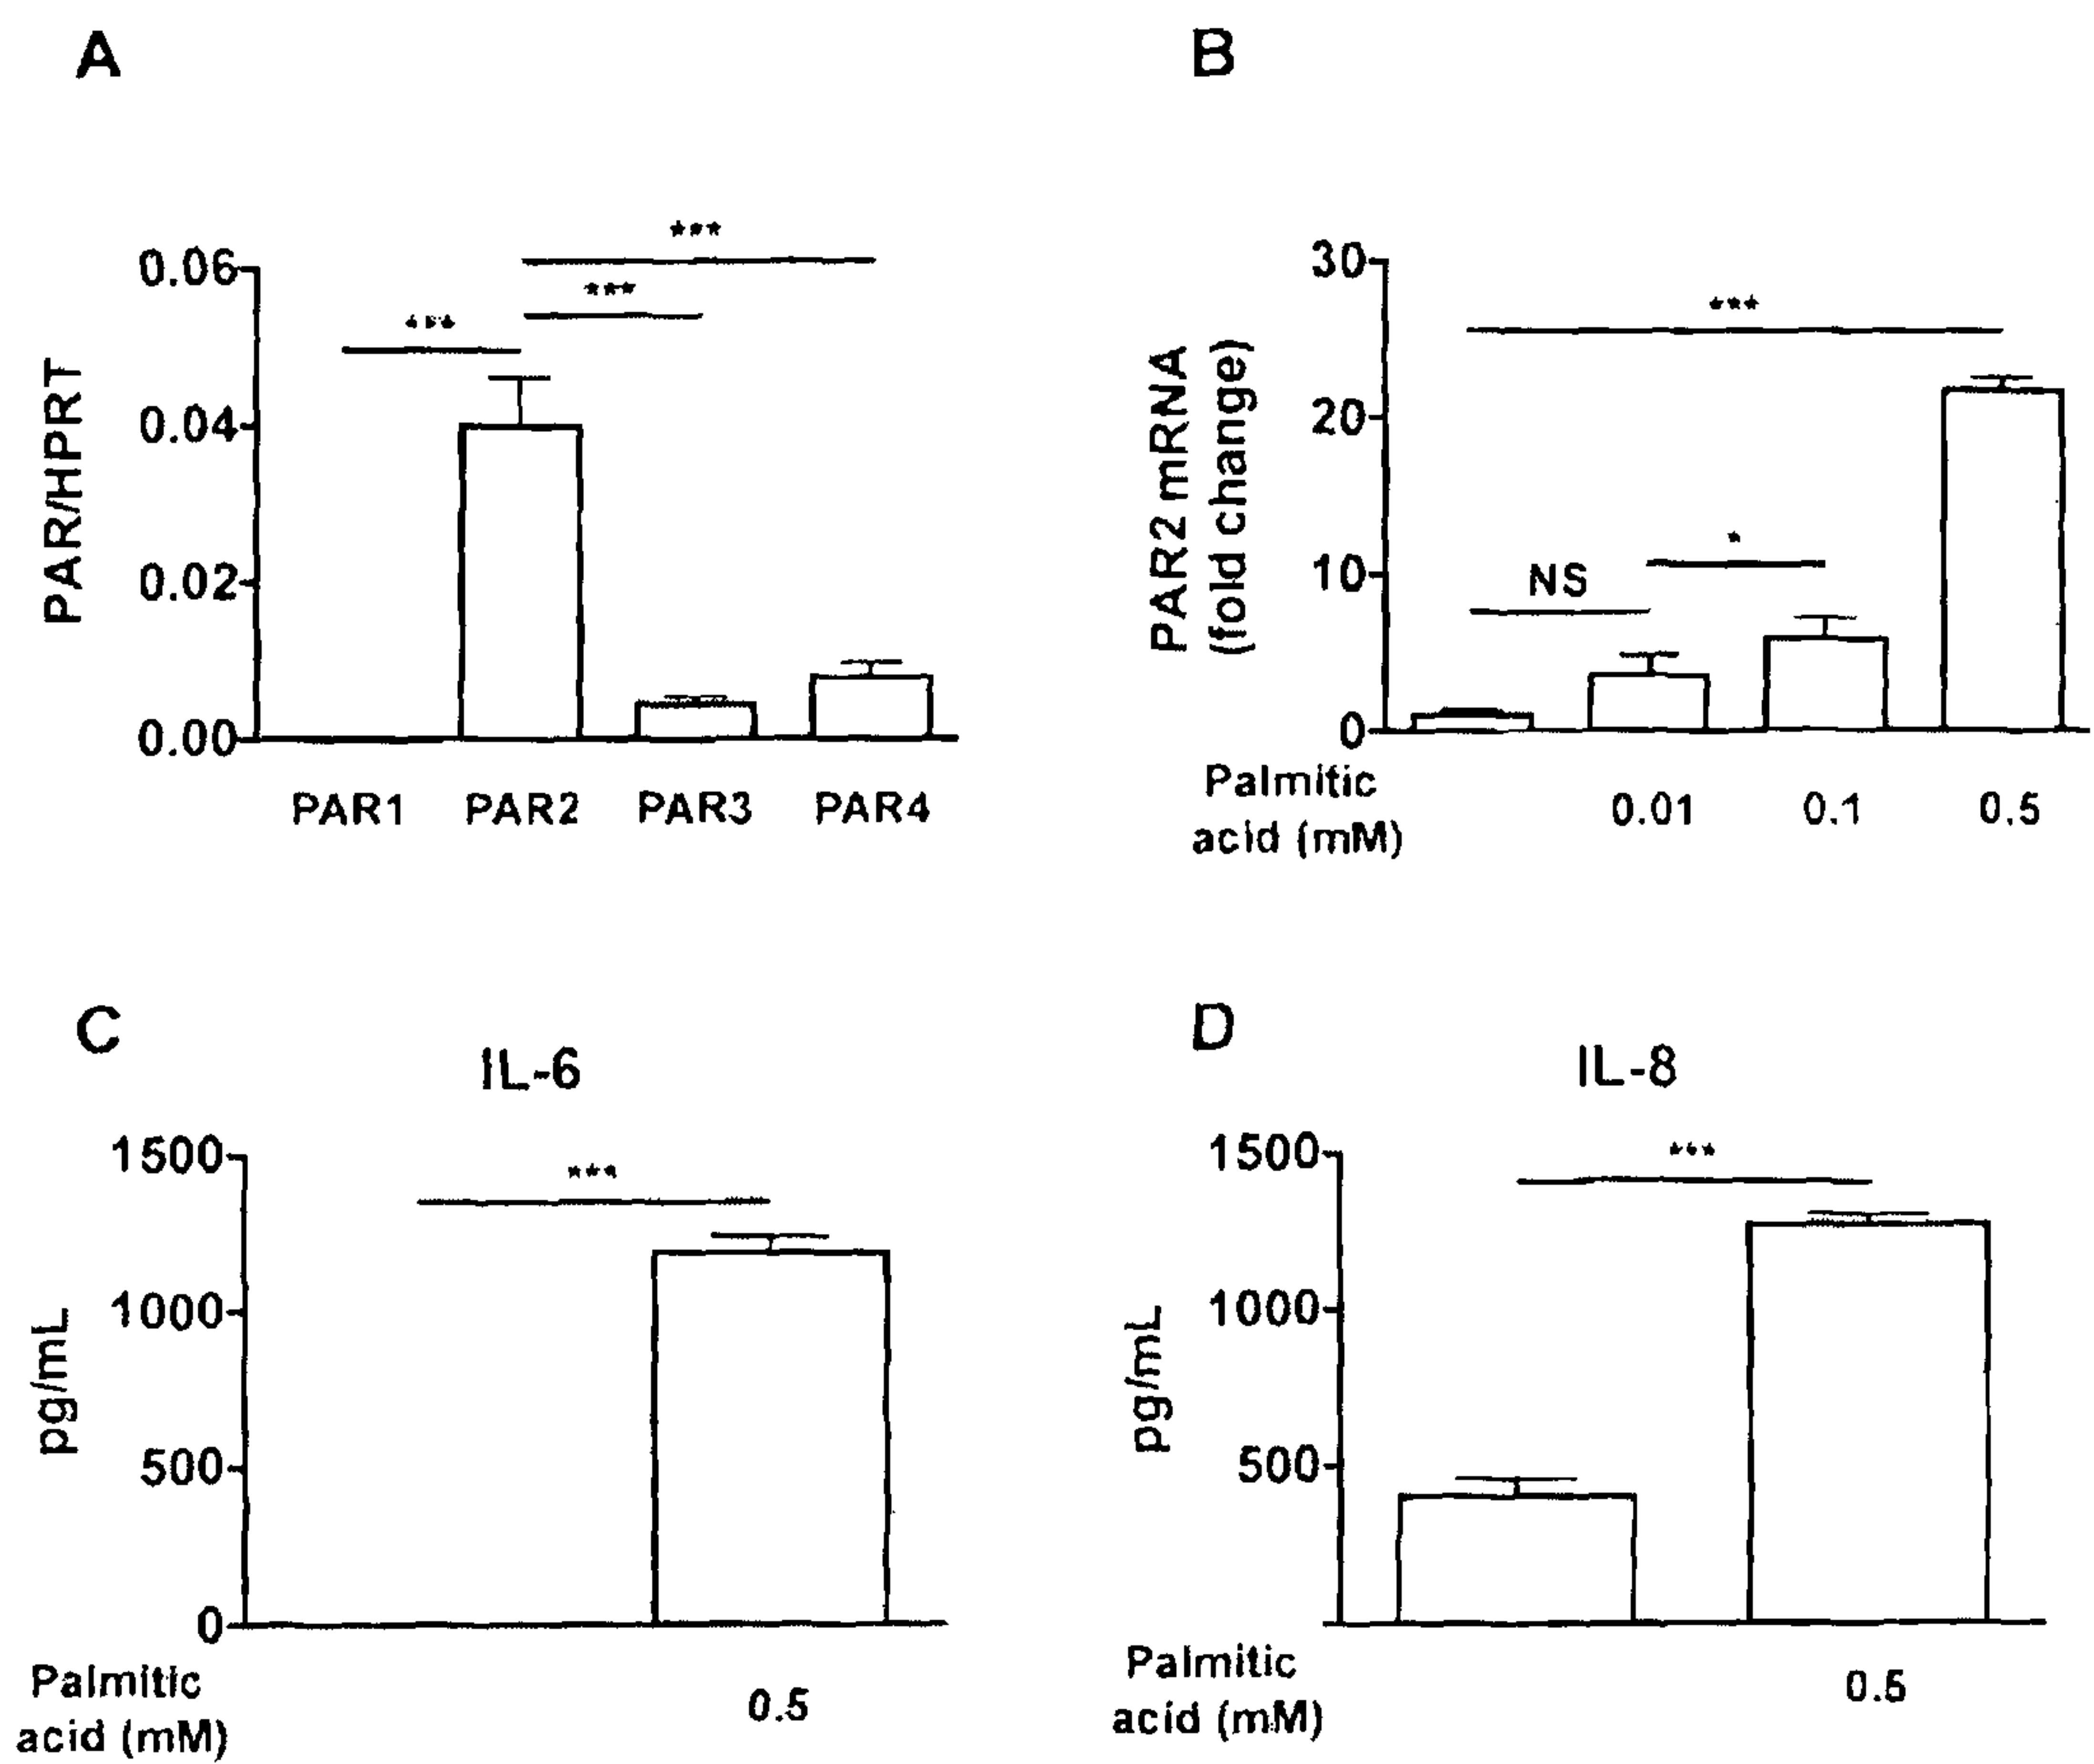 A
PAR/HPRT
0.06
0.04
0.02
0.00
***
***
***
PAR1 PAR2 PAR3 PAR4
B
PAR2 mRNA
(fold change)
30
20
10
0
***
*
NS
Palmitic
acid (mM)
0.01 0.1 0.5
C
IL-6
pg/mL
1500
1000
500
0
***
Palmitic
acid (mM)
0.5
D
IL-8
pg/mL
1500
1000
500
***
Palmitic
acid (mM)
0.5